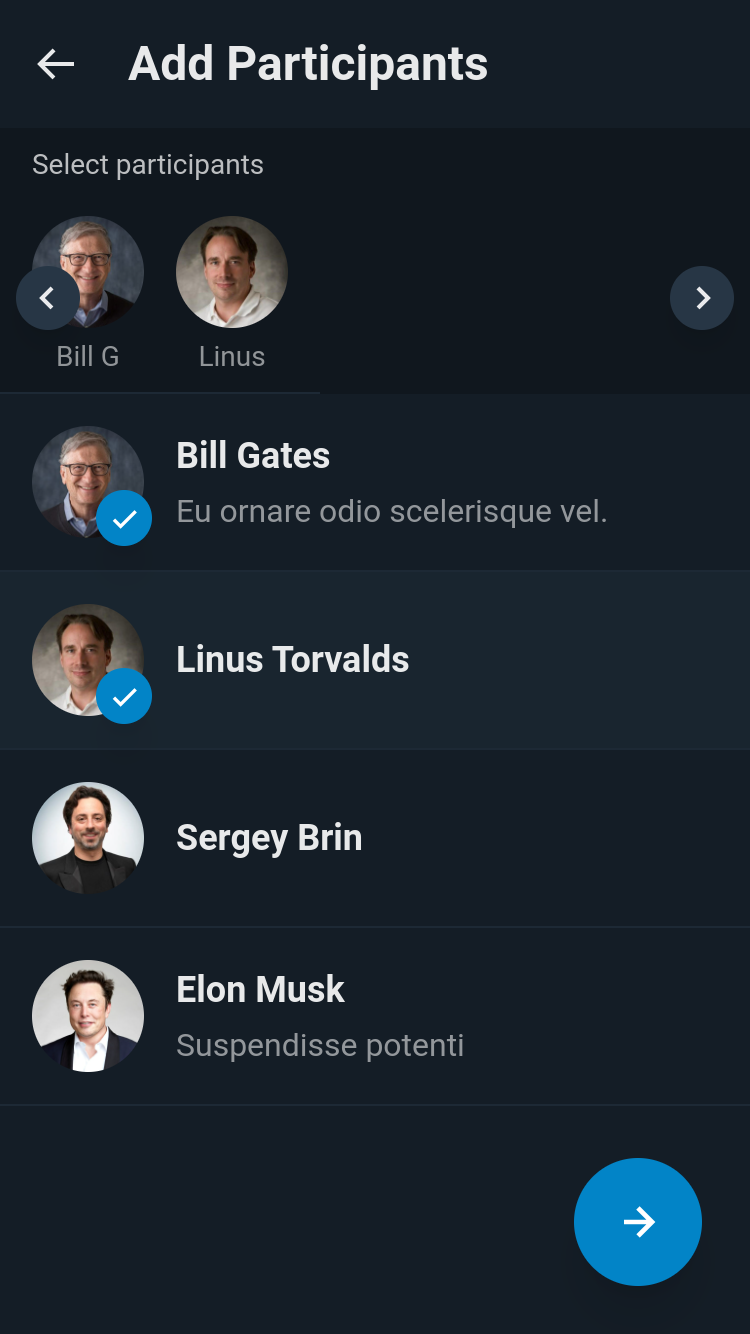 Add Participants
Select participants
Bill G
Linus
Bill Gates
Eu ornare odio scelerisque vel.
Linus Torvalds
Sergey Brin
Elon Musk
Suspendisse potenti